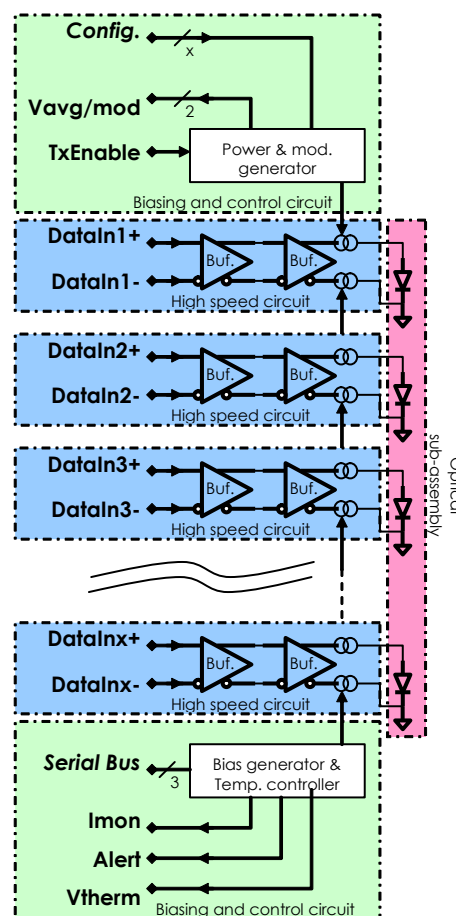 Config.
x
Vavg/mod
2
TxEnable
Power & mod.
generator
Biasing and control circuit
DataIn1+
Buf. Buf.
DataIn1-
High speed circuit
DataIn2+
Buf. Buf.
DataIn2-
High speed circuit
DataIn3+
Buf. Buf.
DataIn3-
High speed circuit
Optical
sub-assembly
DataInx+
Buf. Buf.
DataInx-
High speed circuit
Serial Bus
3
Bias generator &
Temp. controller
Imon
Alert
Vtherm
Biasing and control circuit